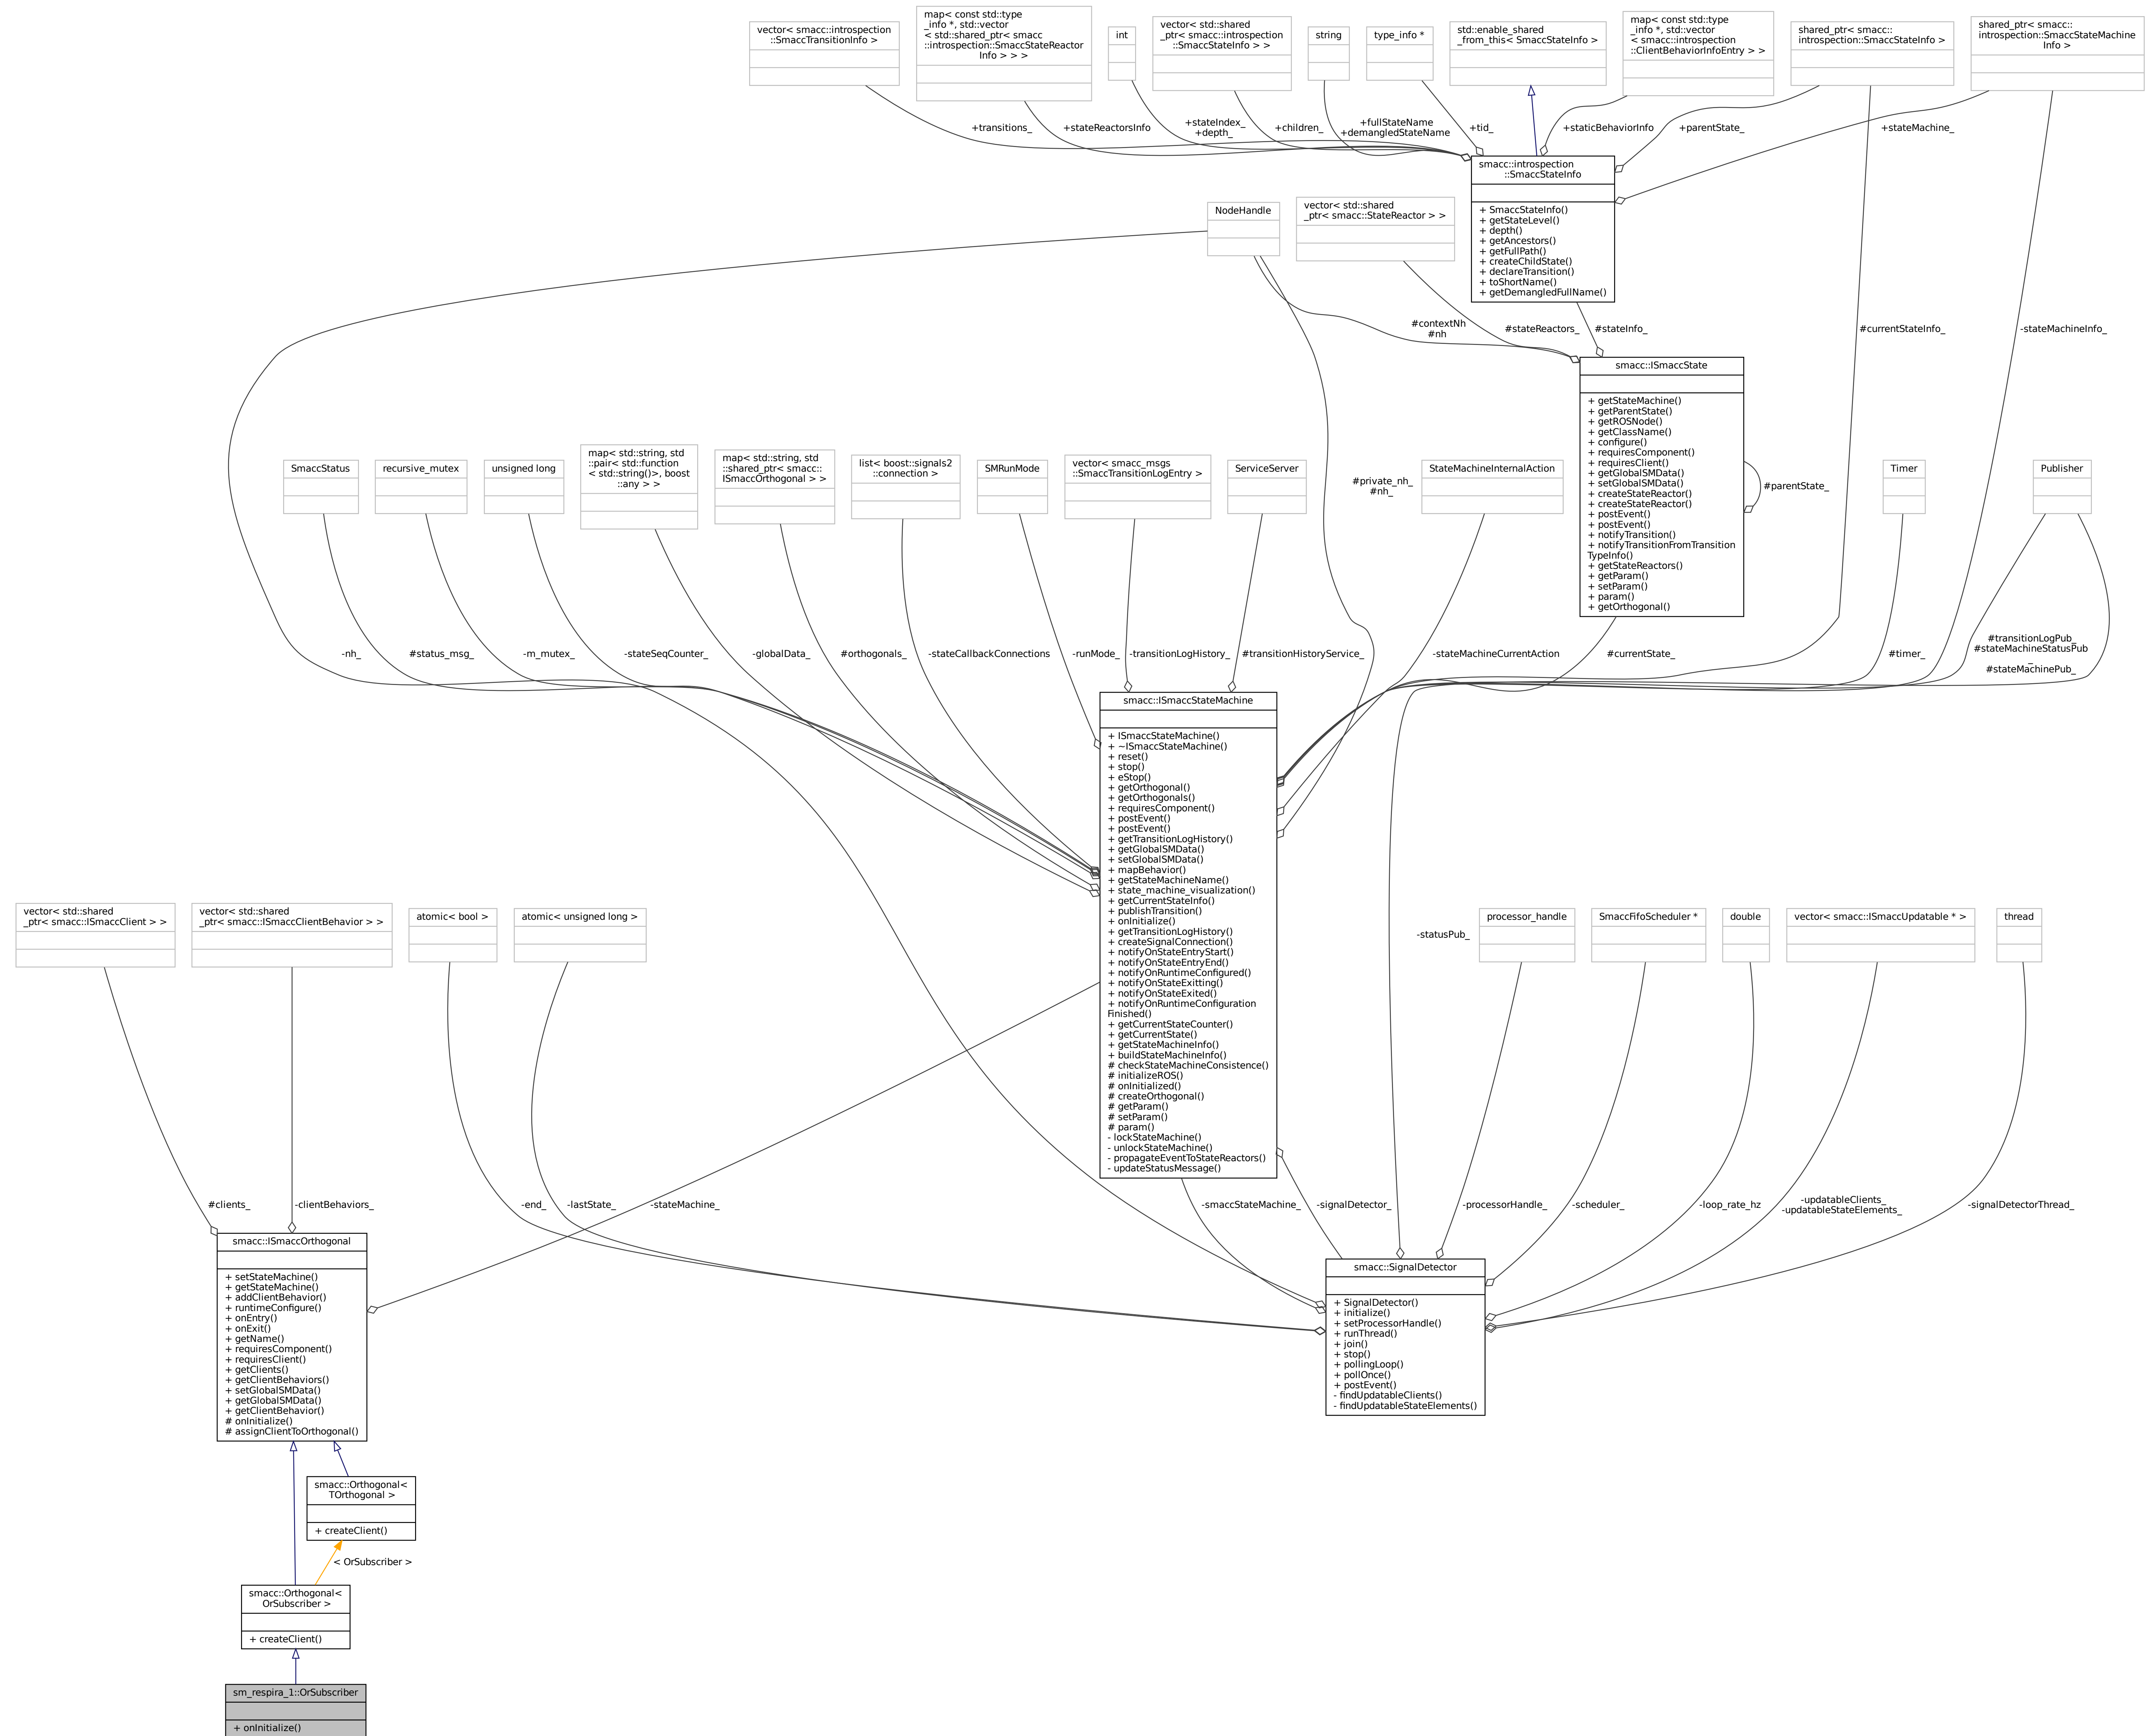 vector< smacc::introspection
::SmaccTransitionInfo >
map< const std::type
_info *, std::vector
< std::shared_ptr< smacc
::introspection::SmaccStateReactor
Info > > >
int
vector< std::shared
_ptr< smacc::introspection
::SmaccStateInfo > >
string
type_info *
std::enable_shared
_from_this< SmaccStateInfo >
map< const std::type
_info *, std::vector
< smacc::introspection
::ClientBehaviorInfoEntry > >
shared_ptr< smacc::
introspection::SmaccStateInfo >
shared_ptr< smacc::
introspection::SmaccStateMachine
Info >
+transitions_
+stateReactorsInfo
+stateIndex_
+depth_
+children_
+fullStateName
+demangledStateName
+tid_
+staticBehaviorInfo
+parentState_
+stateMachine_
smacc::introspection
::SmaccStateInfo
+ SmaccStateInfo()
+ getStateLevel()
+ depth()
+ getAncestors()
+ getFullPath()
+ createChildState()
+ declareTransition()
+ toShortName()
+ getDemangledFullName()
NodeHandle
vector< std::shared
_ptr< smacc::StateReactor > >
#contextNh
#nh
#stateReactors_
#stateInfo_
#currentStateInfo_
-stateMachineInfo_
smacc::ISmaccState
+ getStateMachine()
+ getParentState()
+ getROSNode()
+ getClassName()
+ configure()
+ requiresComponent()
+ requiresClient()
+ getGlobalSMData()
+ setGlobalSMData()
+ createStateReactor()
+ createStateReactor()
+ postEvent()
+ postEvent()
+ notifyTransition()
+ notifyTransitionFromTransition
TypeInfo()
+ getStateReactors()
+ getParam()
+ setParam()
+ param()
+ getOrthogonal()
#parentState_
SmaccStatus
recursive_mutex
unsigned long
map< std::string, std
::pair< std::function
< std::string()>, boost
::any > >
map< std::string, std
::shared_ptr< smacc::
ISmaccOrthogonal > >
list< boost::signals2
::connection >
SMRunMode
vector< smacc_msgs
::SmaccTransitionLogEntry >
ServiceServer
#private_nh_
#nh_
StateMachineInternalAction
Timer
Publisher
-nh_
#status_msg_
-m_mutex_
-stateSeqCounter_
-globalData_
#orthogonals_
-stateCallbackConnections
-runMode_
-transitionLogHistory_
#transitionHistoryService_
-stateMachineCurrentAction
#currentState_
#timer_
#transitionLogPub_
#stateMachineStatusPub
_
#stateMachinePub_
smacc::ISmaccStateMachine
+ ISmaccStateMachine()
+ ~ISmaccStateMachine()
+ reset()
+ stop()
+ eStop()
+ getOrthogonal()
+ getOrthogonals()
+ requiresComponent()
+ postEvent()
+ postEvent()
+ getTransitionLogHistory()
+ getGlobalSMData()
+ setGlobalSMData()
+ mapBehavior()
+ getStateMachineName()
+ state_machine_visualization()
+ getCurrentStateInfo()
+ publishTransition()
+ onInitialize()
+ getTransitionLogHistory()
+ createSignalConnection()
+ notifyOnStateEntryStart()
+ notifyOnStateEntryEnd()
+ notifyOnRuntimeConfigured()
+ notifyOnStateExitting()
+ notifyOnStateExited()
+ notifyOnRuntimeConfiguration
Finished()
+ getCurrentStateCounter()
+ getCurrentState()
+ getStateMachineInfo()
+ buildStateMachineInfo()
# checkStateMachineConsistence()
# initializeROS()
# onInitialized()
# createOrthogonal()
# getParam()
# setParam()
# param()
- lockStateMachine()
- unlockStateMachine()
- propagateEventToStateReactors()
- updateStatusMessage()
vector< std::shared
_ptr< smacc::ISmaccClient > >
vector< std::shared
_ptr< smacc::ISmaccClientBehavior > >
atomic< bool >
atomic< unsigned long >
-statusPub_
processor_handle
SmaccFifoScheduler *
double
vector< smacc::ISmaccUpdatable * >
thread
#clients_
-clientBehaviors_
-end_
-lastState_
-stateMachine_
-smaccStateMachine_
-signalDetector_
-processorHandle_
-scheduler_
-loop_rate_hz
-updatableClients_
-updatableStateElements_
-signalDetectorThread_
smacc::ISmaccOrthogonal
+ setStateMachine()
+ getStateMachine()
+ addClientBehavior()
+ runtimeConfigure()
+ onEntry()
+ onExit()
+ getName()
+ requiresComponent()
+ requiresClient()
+ getClients()
+ getClientBehaviors()
+ setGlobalSMData()
+ getGlobalSMData()
+ getClientBehavior()
# onInitialize()
# assignClientToOrthogonal()
smacc::SignalDetector
+ SignalDetector()
+ initialize()
+ setProcessorHandle()
+ runThread()
+ join()
+ stop()
+ pollingLoop()
+ pollOnce()
+ postEvent()
- findUpdatableClients()
- findUpdatableStateElements()
smacc::Orthogonal<
TOrthogonal >
+ createClient()
< OrSubscriber >
smacc::Orthogonal<
OrSubscriber >
+ createClient()
sm_respira_1::OrSubscriber
+ onInitialize()